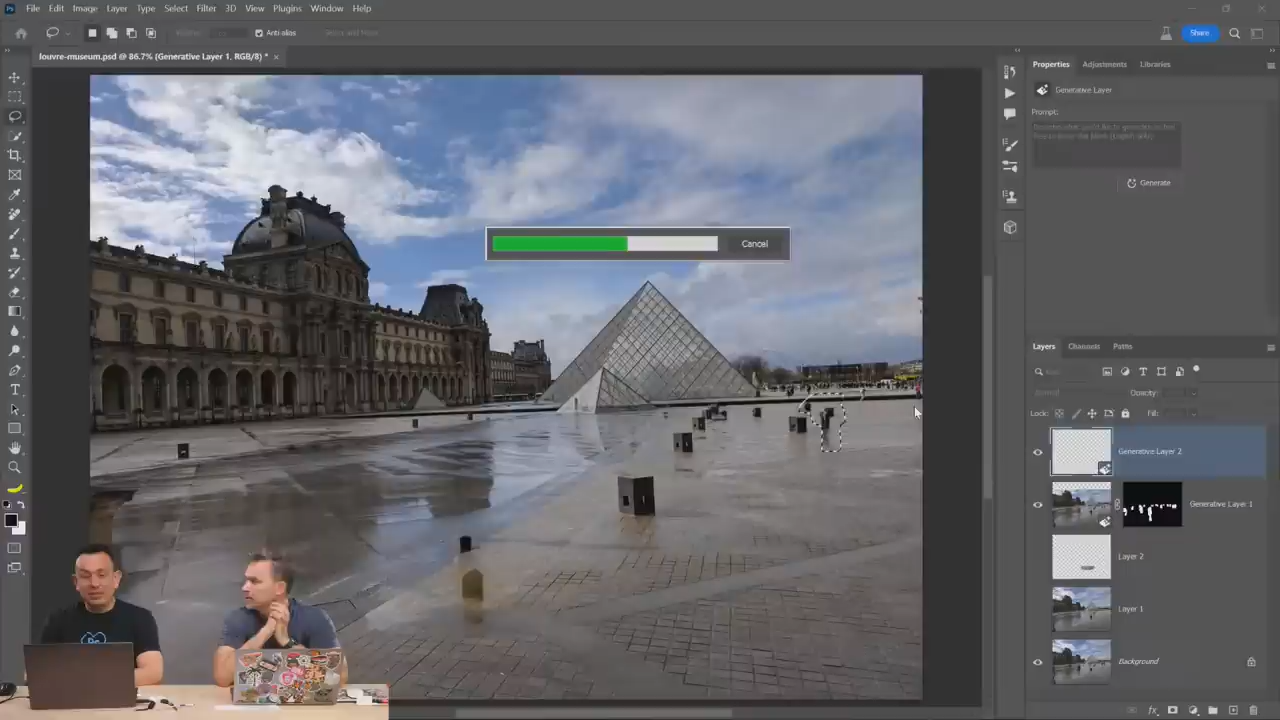 File Edit Image Layer Type Select Filter 3D View Plugins Window Help
Anti-alias
Share
louvre-museum.psd @ 86.7% (Generative Layer 1, RGB/8) *
Properties Adjustments Libraries
Generative Layer
Prompt:
Generate
Cancel
Layers Channels Paths
Opacity:
Lock: Fill:
Generative Layer 2
Generative Layer 1
Layer 2
Layer 1
Background